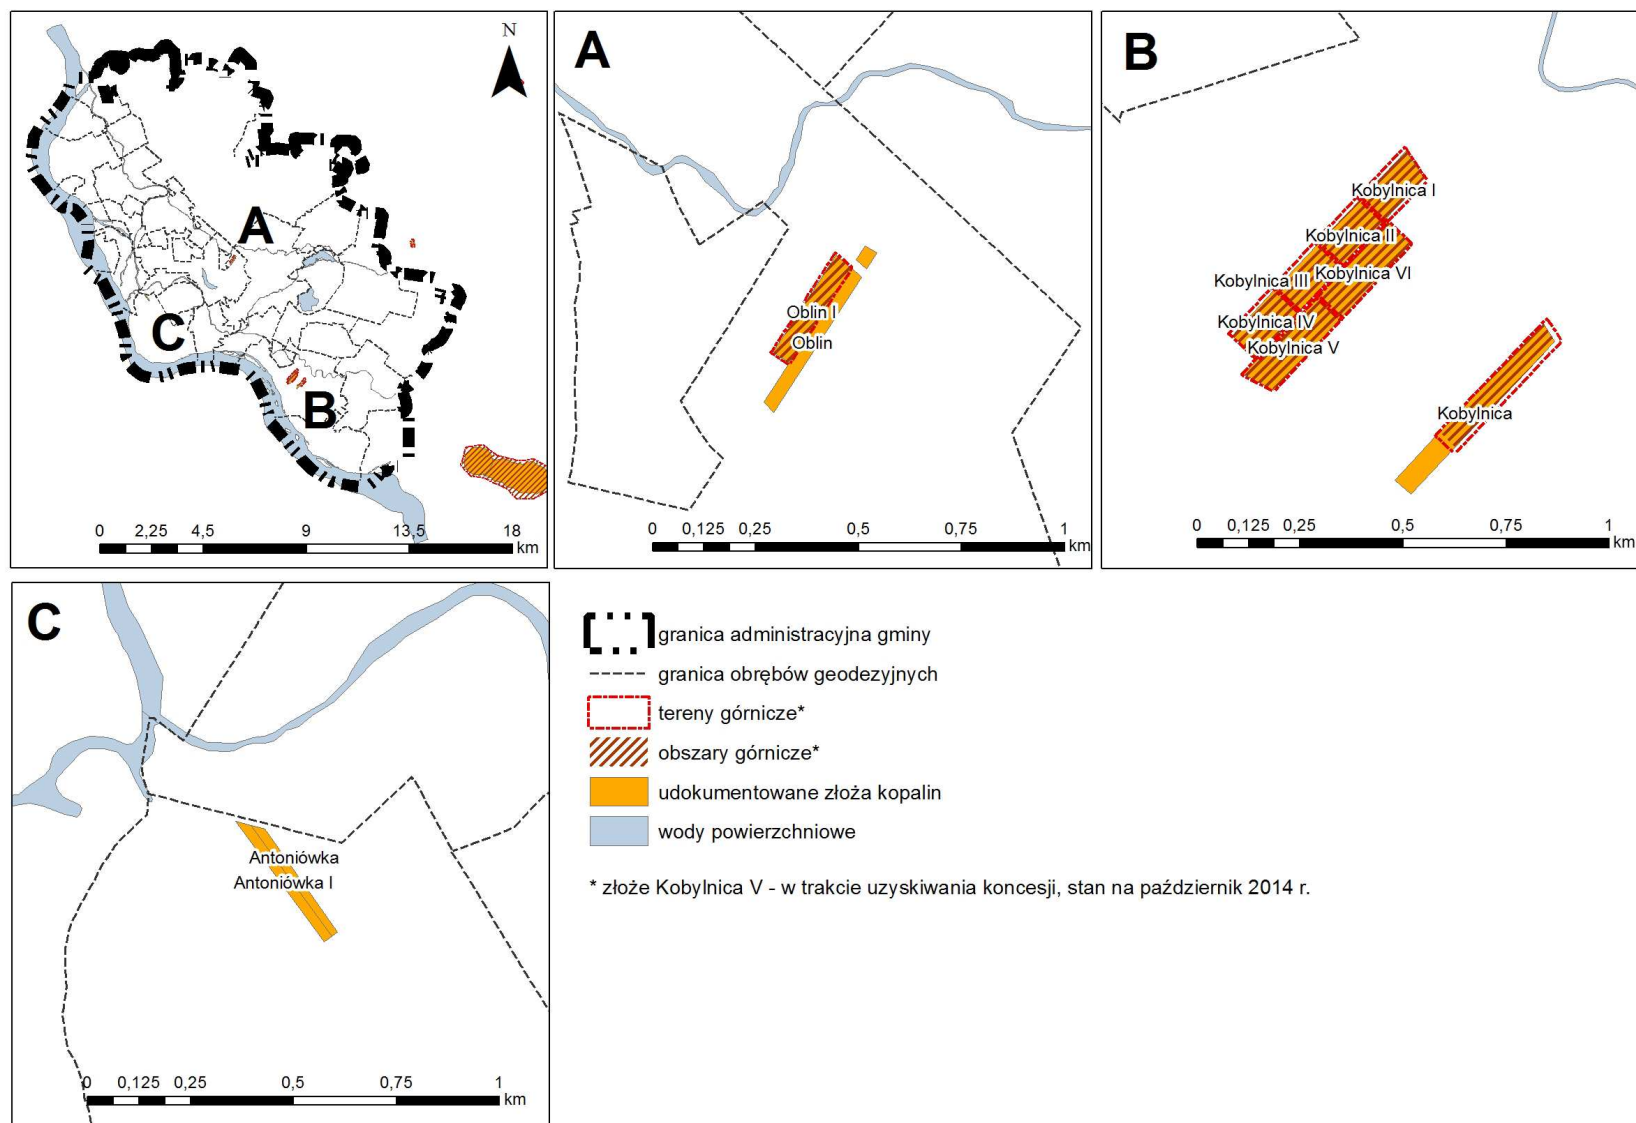 N
A
C
B
0 2,25 4,5 9 13,5 18
km
A
Oblin I
Oblin
0 0,125 0,25 0,5 0,75 1
km
B
Kobylnica I
Kobylnica II
Kobylnica VI
Kobylnica III
Kobylnica IV
Kobylnica V
Kobylnica
0 0,125 0,25 0,5 0,75 1
km
C
Antoniówka
Antoniówka I
0 0,125 0,25 0,5 0,75 1
km
granica administracyjna gminy
granica obrębów geodezyjnych
tereny górnicze*
obszary górnicze*
udokumentowane złoża kopalin
wody powierzchniowe
* złoże Kobylnica V - w trakcie uzyskiwania koncesji, stan na październik 2014 r.